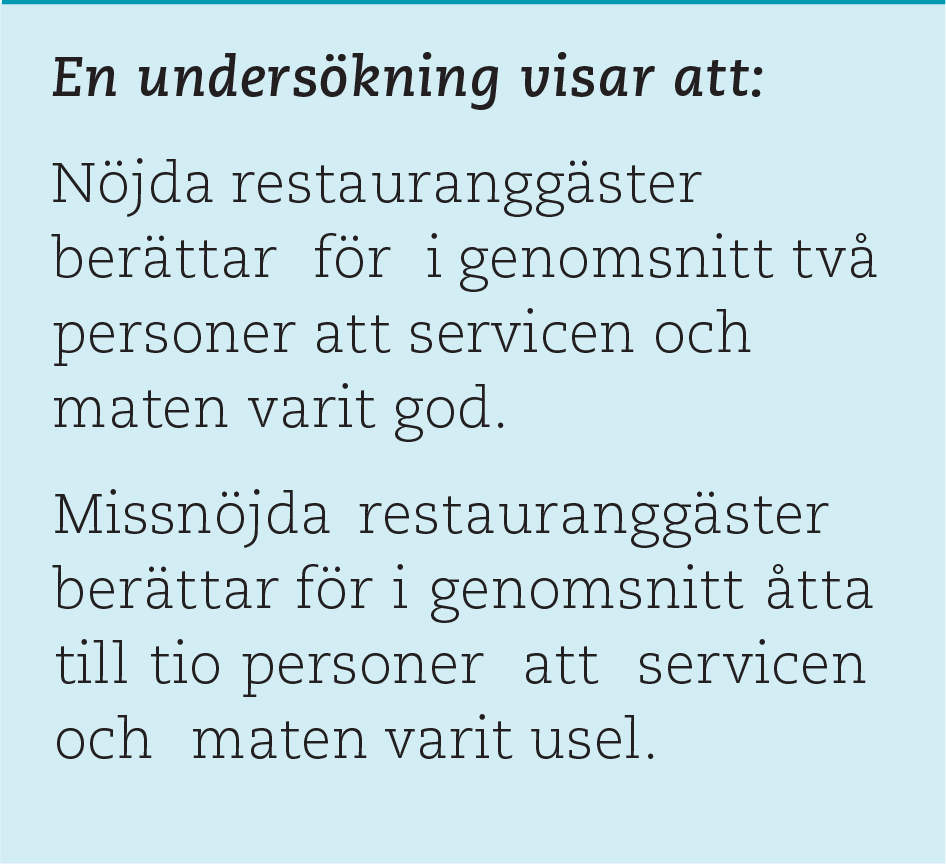 En undersökning visar att:
Nöjda restauranggäster
berättar för i genomsnitt två
personer att servicen och
maten varit god.
Missnöjda restauranggäster
berättar för i genomsnitt åtta
till tio personer att servicen
och maten varit usel.